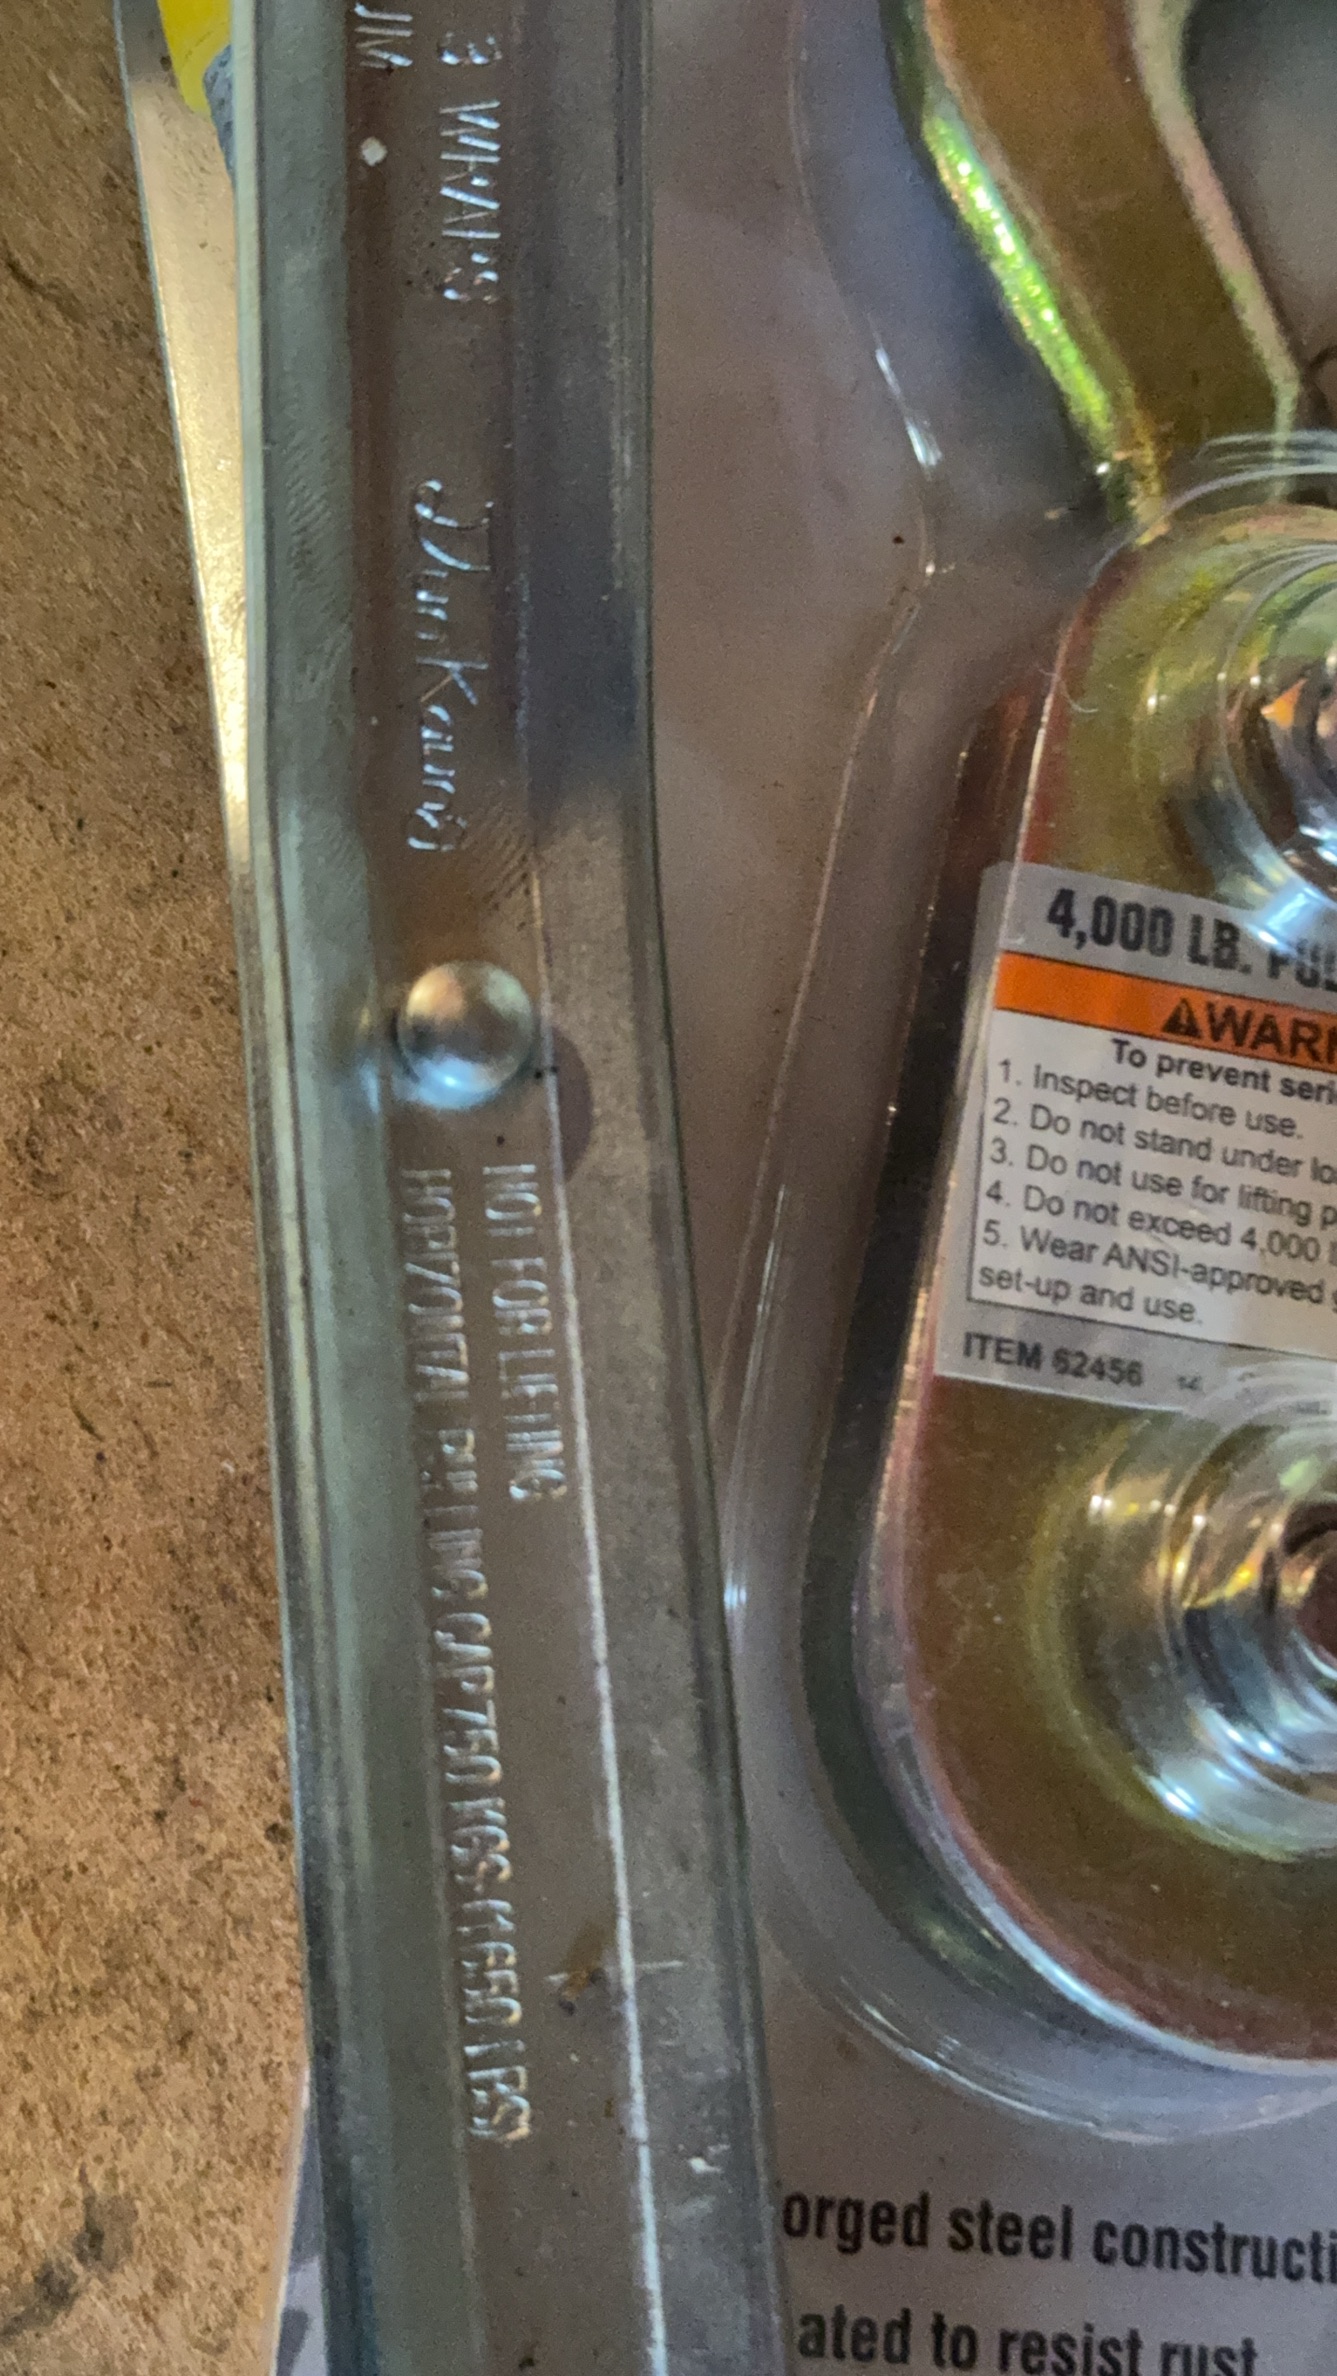 3 WRAPS
NOT FOR LIFTING
HORIZONTAL PULLING CAP 750 KGS (1650 LBS)
4,000 LB.
WARN
To prevent seri
1. Inspect before use.
2. Do not stand under lo
3. Do not use for lifting p
4. Do not exceed 4,000
5. Wear ANSI-approved
set-up and use.
ITEM 62456
orged steel constructi
ated to resist rust